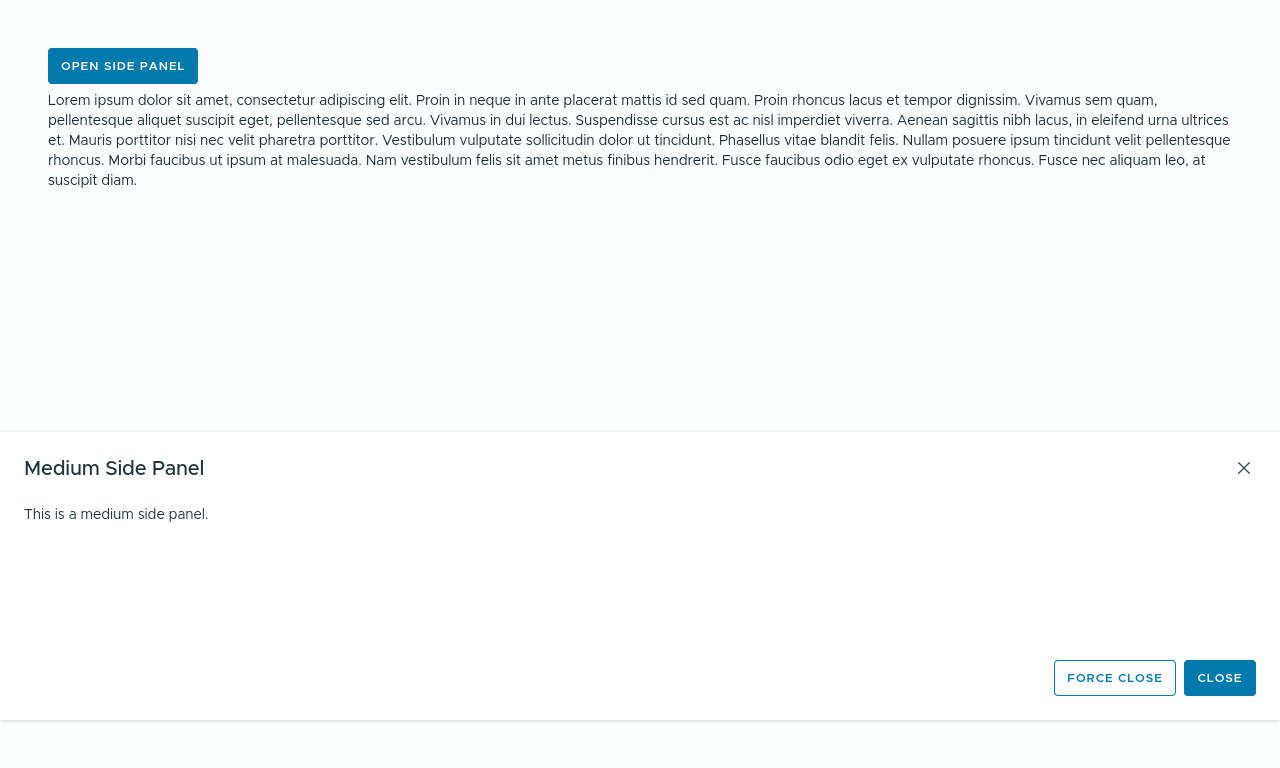 OPEN SIDE PANEL
Lorem ipsum dolor sit amet, consectetur adipiscing elit. Proin in neque in ante placerat mattis id sed quam. Proin rhoncus lacus et tempor dignissim. Vivamus sem quam,
pellentesque aliquet suscipit eget, pellentesque sed arcu. Vivamus in dui lectus. Suspendisse cursus est ac nisl imperdiet viverra. Aenean sagittis nibh lacus, in eleifend urna ultrices
et. Mauris porttitor nisi nec velit pharetra porttitor. Vestibulum vulputate sollicitudin dolor ut tincidunt. Phasellus vitae blandit felis. Nullam posuere ipsum tincidunt velit pellentesque
rhoncus. Morbi faucibus ut ipsum at malesuada. Nam vestibulum felis sit amet metus finibus hendrerit. Fusce faucibus odio eget ex vulputate rhoncus. Fusce nec aliquam leo, at
suscipit diam.
Medium Side Panel
This is a medium side panel.
FORCE CLOSE
CLOSE